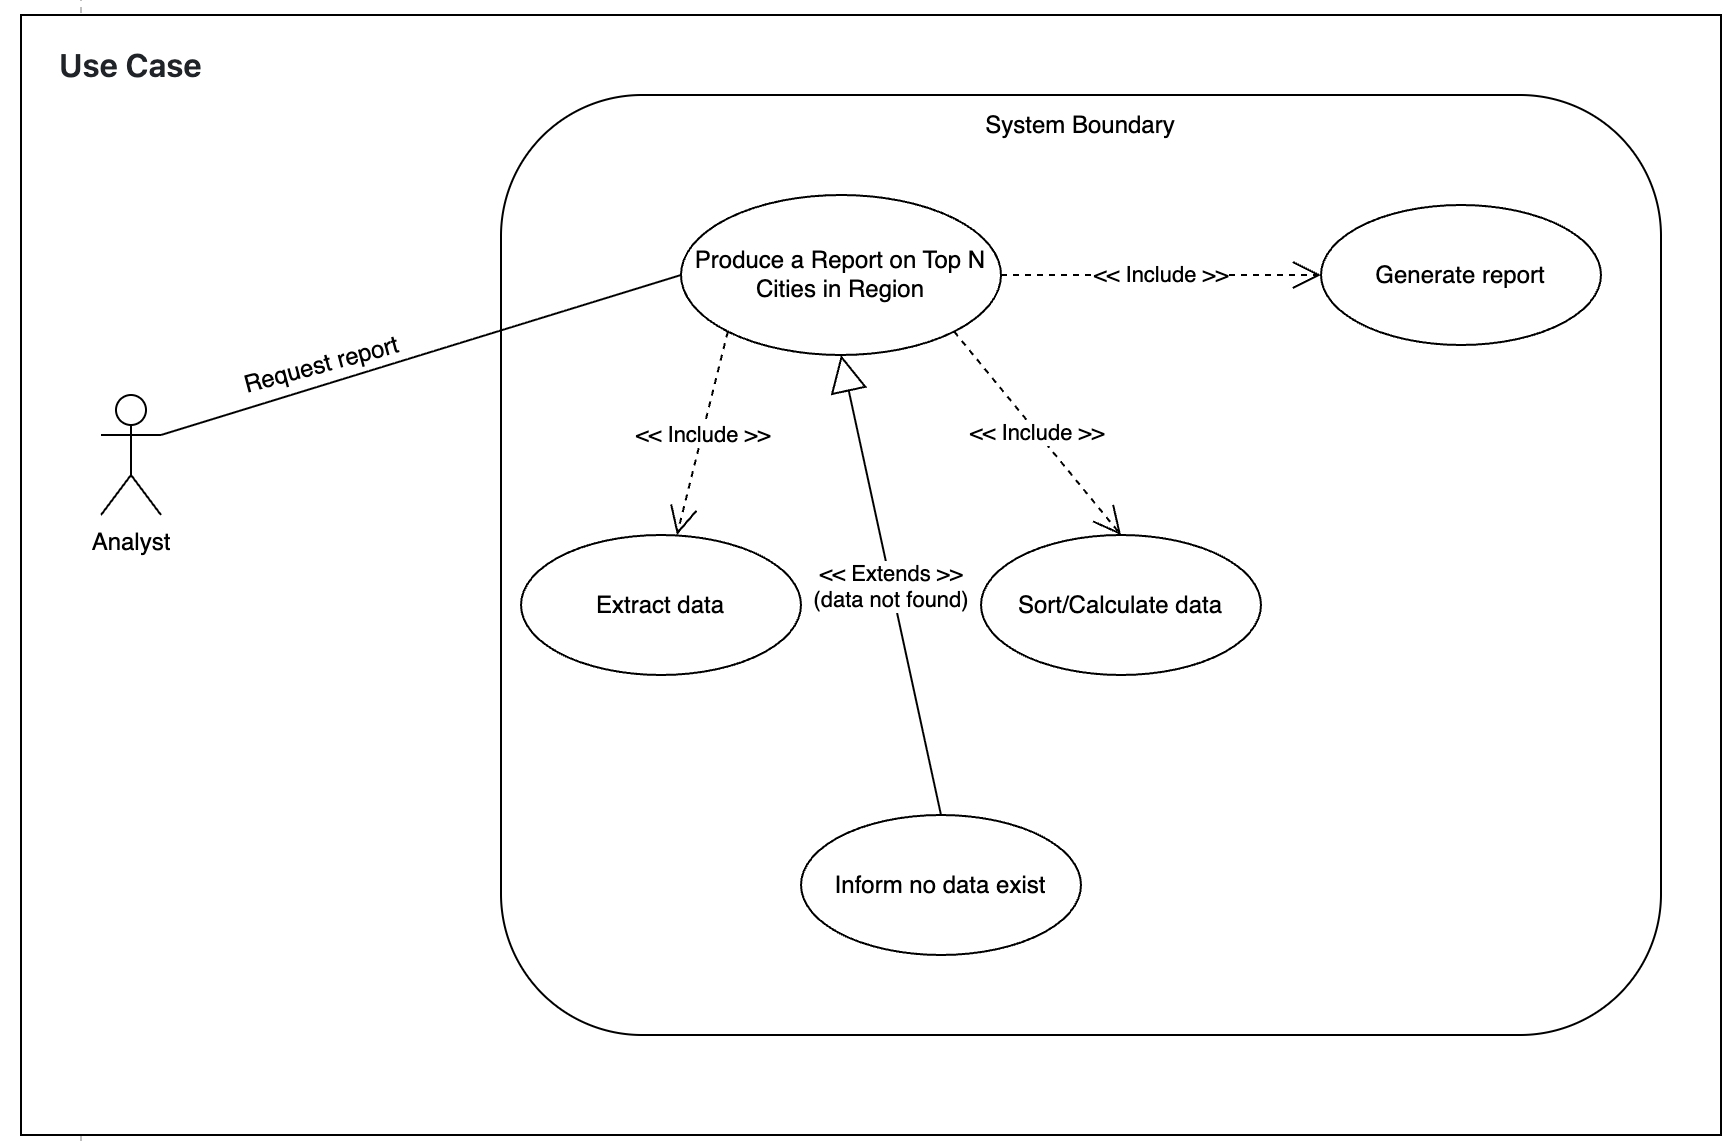 Use Case
System Boundary
Produce a Report on Top N
Cities in Region
<< Include >>
Generate report
Request report
<< Include >>
<< Include >>
Analyst
<< Extends >>
(data not found)
Extract data
Sort/Calculate data
Inform no data exist